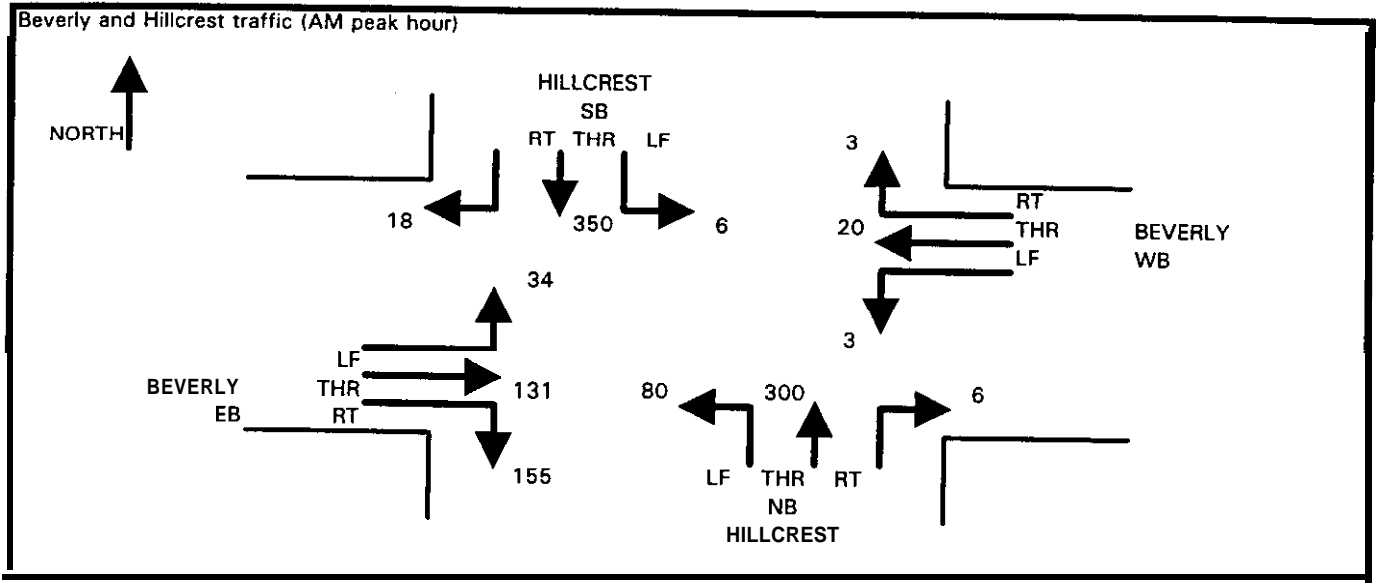 Beverly and Hillcrest traffic (AM peak hour)
NORTH
HILLCREST
SB
RT THR LF
18
350
6
3
20
3
RT
THR
LF
BEVERLY
WB
34
131
155
LF
THR
RT
BEVERLY
EB
80
300
6
LF THR RT
NB
HILLCREST